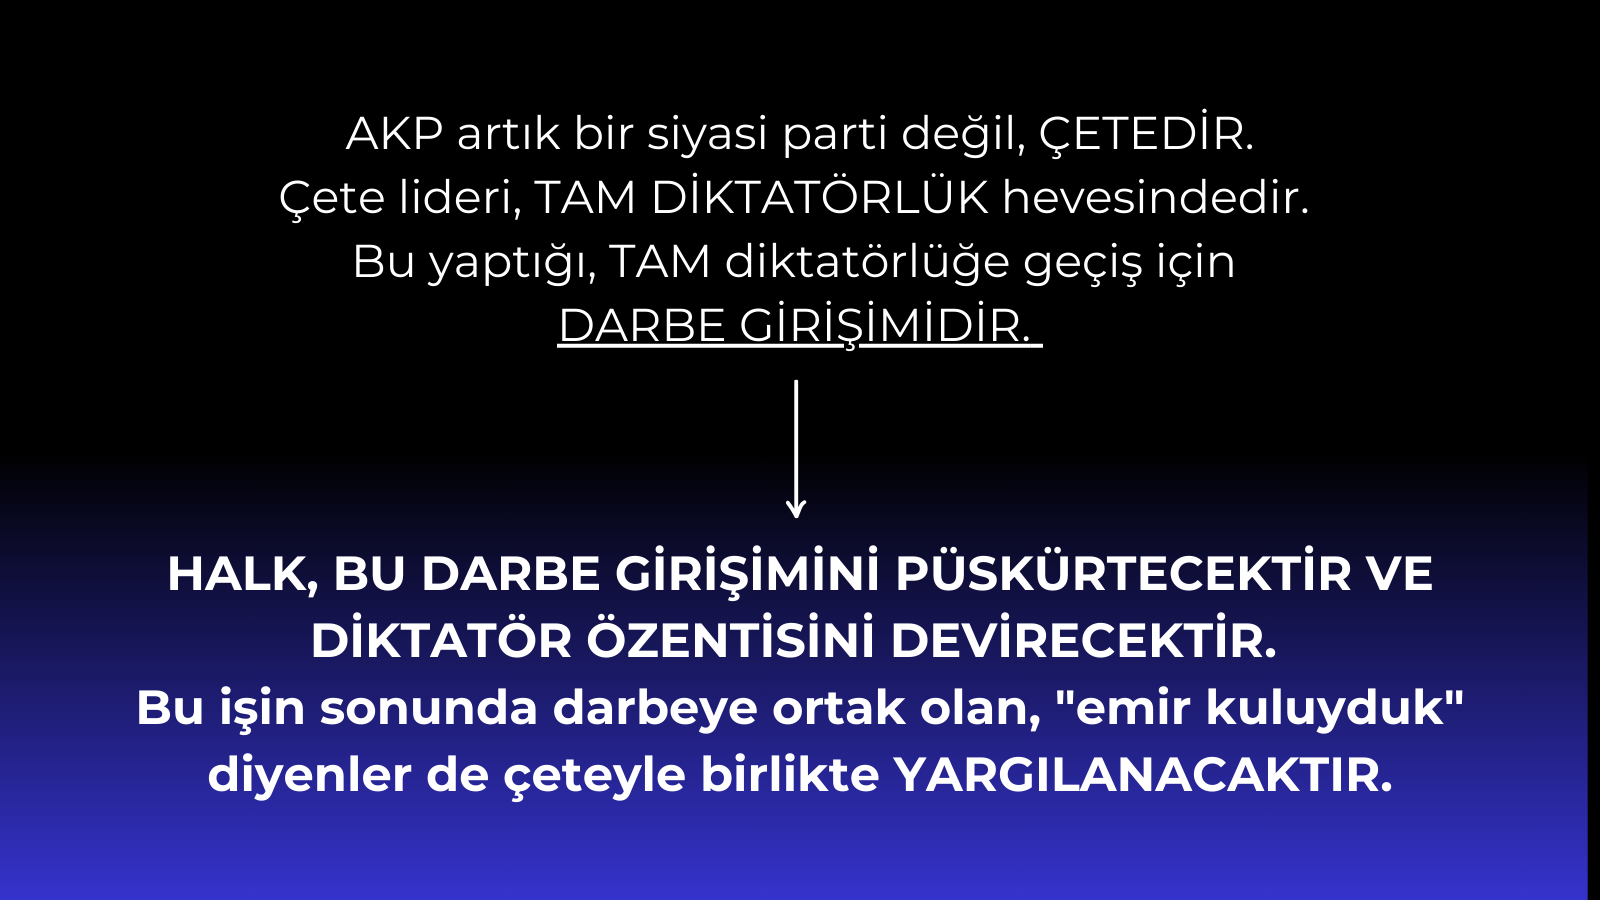 AKP artık bir siyasi parti değil, ÇETEDİR.
Çete lideri, TAM DİKTATÖRLÜK hevesindedir.
Bu yaptığı, TAM diktatörlüğe geçiş için
DARBE GİRİŞİMİDİR.
HALK, BU DARBE GİRİŞİMİNİ PÜSKÜRTECEKTİR VE
DİKTATÖR ÖZENTİSİNİ DEVİRECEKTİR.
Bu işin sonunda darbeye ortak olan, "emir kuluyduk"
diyenler de çeteyle birlikte YARGILANACAKTIR.